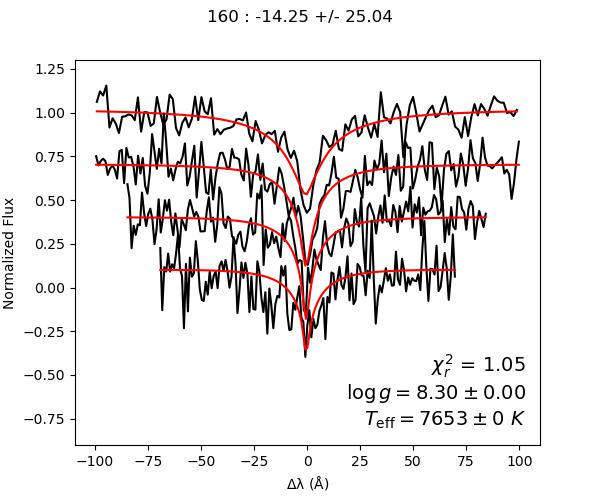 160 : -14.25 +/- 25.04
1.25
1.00
0.75
0.50
0.25
0.00
−0.25
−0.50
−0.75
Normalized Flux
χ²ᵣ = 1.05
log g = 8.30 ± 0.00
T_eff = 7653 ± 0 K
−100 −75 −50 −25 0 25 50 75 100
Δλ (Å)